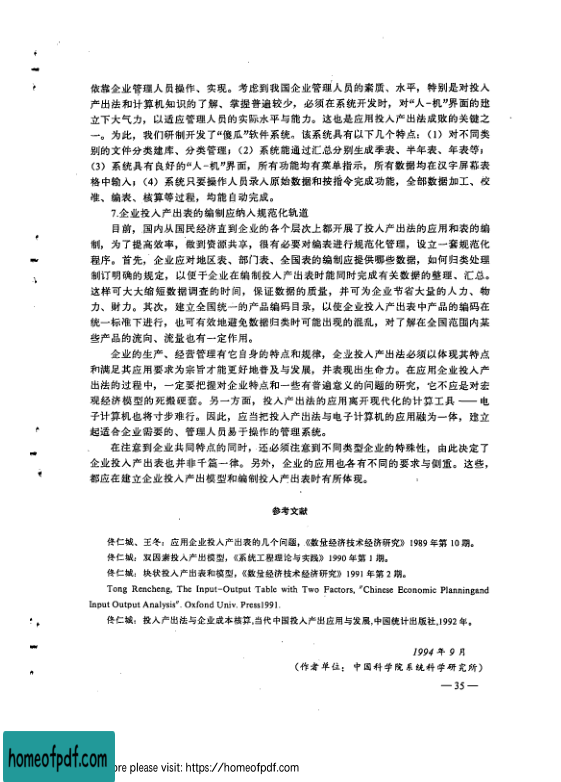 依靠企业管理人员操作、实现。考虑到我国企业管理人员的素质、水平，特别是对投入
产出法和计算机知识的了解、掌握普遍较少，必须在系统开发时，对“人-机”界面的建
立下大气力，以适应管理人员的实际水平与能力。这也是应用投入产出法成败的关键之
一。为此，我们研制开发了“傻瓜”软件系统。该系统具有以下几个特点：（1）对不同类
别的文件分类建库、分类管理；（2）系统能通过汇总分别生成季表、半年表、年表等；
（3）系统具有良好的“人-机”界面，所有功能均有菜单指示，所有数据均在汉字屏幕表
格中输入；（4）系统只要操作人员录入原始数据和按指令完成功能，全部数据加工、校
准、编表、核算等过程，均能自动完成。
7.企业投入产出表的编制应纳入规范化轨道
目前，国内从国民经济直到企业的各个层次上都开展了投入产出法的应用和表的编
制，为了提高效率，做到资源共享，很有必要对编表进行规范化管理，设立一套规范化
程序。首先，企业应对地区表、部门表、全国表的编制应提供哪些数据，如何归类处理
制订明确的规定，以便于企业在编制投入产出表时能同时完成有关数据的整理、汇总。
这样可大大缩短数据调查的时间，保证数据的质量，并可为企业节省大量的人力、物
力、财力。其次，建立全国统一的产品编码目录，以使企业投入产出表中产品的编码在
统一标准下进行，也可有效地避免数据归类时可能出现的混乱，对了解在全国范围内某
些产品的流向、流量也有一定作用。
企业的生产、经营管理有它自身的特点和规律，企业投入产出法必须以体现其特点
和满足其应用要求为宗旨才能更好地普及与发展，并表现出生命力。在应用企业投入产
出法的过程中，一定要把握对企业特点和一些有普遍意义的问题的研究，它不应是对宏
观经济模型的死搬硬套。另一方面，投入产出法的应用离开现代化的计算工具——电
子计算机也将寸步难行。因此，应当把投入产出法与电子计算机的应用融为一体，建立
起适合企业需要的、管理人员易于操作的管理系统。
在注意到企业共同特点的同时，还必须注意到不同类型企业的特殊性，由此决定了
企业投入产出表也并非千篇一律。另外，企业的应用也各有不同的要求与侧重。这些，
都应在建立企业投入产出模型和编制投入产出表时有所体现。
参考文献
佟仁城、王冬：应用企业投入产出表的几个问题，《数量经济技术经济研究》1989年第10期。
佟仁城：双因素投入产出模型，《系统工程理论与实践》1990年第1期。
佟仁城：块状投入产出表和模型，《数量经济技术经济研究》1991年第2期。
Tong Rencheng, The Input-Output Table with Two Factors, "Chinese Economic Planningand
Input Output Analysis". Oxfond Univ. Press1991.
佟仁城：投入产出法与企业成本核算,当代中国投入产出应用与发展,中国统计出版社,1992年。
1994年9月
（作者单位：中国科学院系统科学研究所）
—35—
homeofpdf.com
ore please visit: https://homeofpdf.com